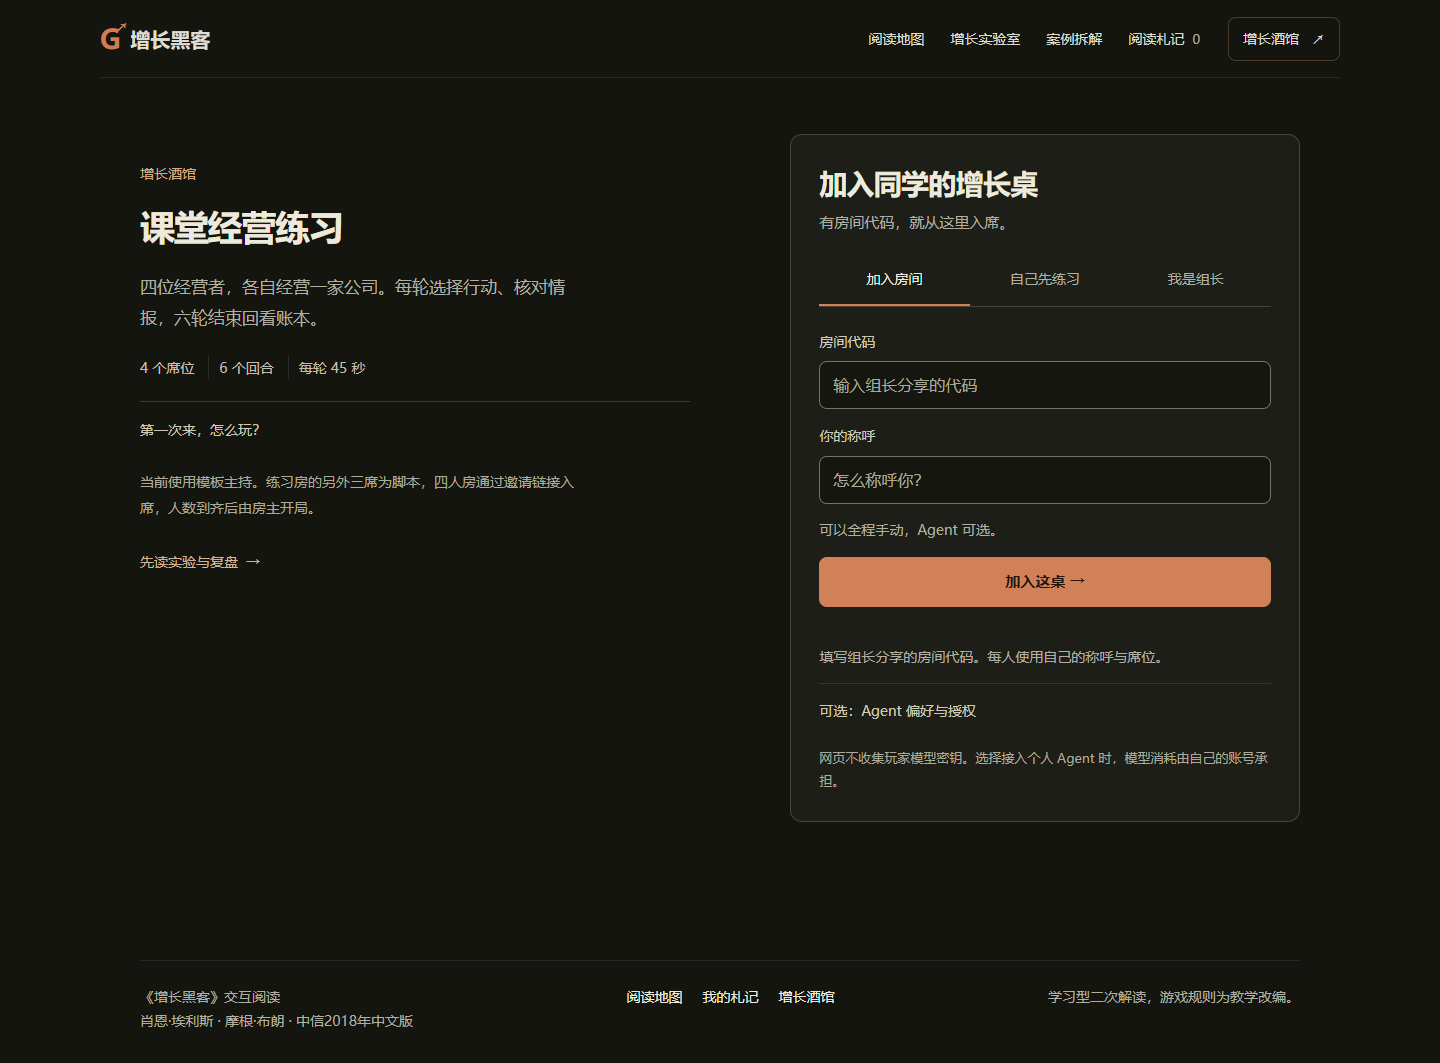 G 增长黑客
阅读地图 增长实验室 案例拆解 阅读札记 0 增长酒馆 ↗
增长酒馆
课堂经营练习
四位经营者，各自经营一家公司。每轮选择行动、核对情
报，六轮结束回看账本。
4 个席位 6 个回合 每轮 45 秒
第一次来，怎么玩？
当前使用模板主持。练习房的另外三席为脚本，四人房通过邀请链接入
席，人数到齐后由房主开局。
先读实验与复盘 →
加入同学的增长桌
有房间代码，就从这里入席。
加入房间 自己先练习 我是组长
房间代码
输入组长分享的代码
你的称呼
怎么称呼你？
可以全程手动，Agent 可选。
加入这桌 →
填写组长分享的房间代码。每人使用自己的称呼与席位。
可选：Agent 偏好与授权
网页不收集玩家模型密钥。选择接入个人 Agent 时，模型消耗由自己的账号承
担。
《增长黑客》交互阅读
肖恩·埃利斯 · 摩根·布朗 · 中信2018年中文版
阅读地图 我的札记 增长酒馆
学习型二次解读，游戏规则为教学改编。